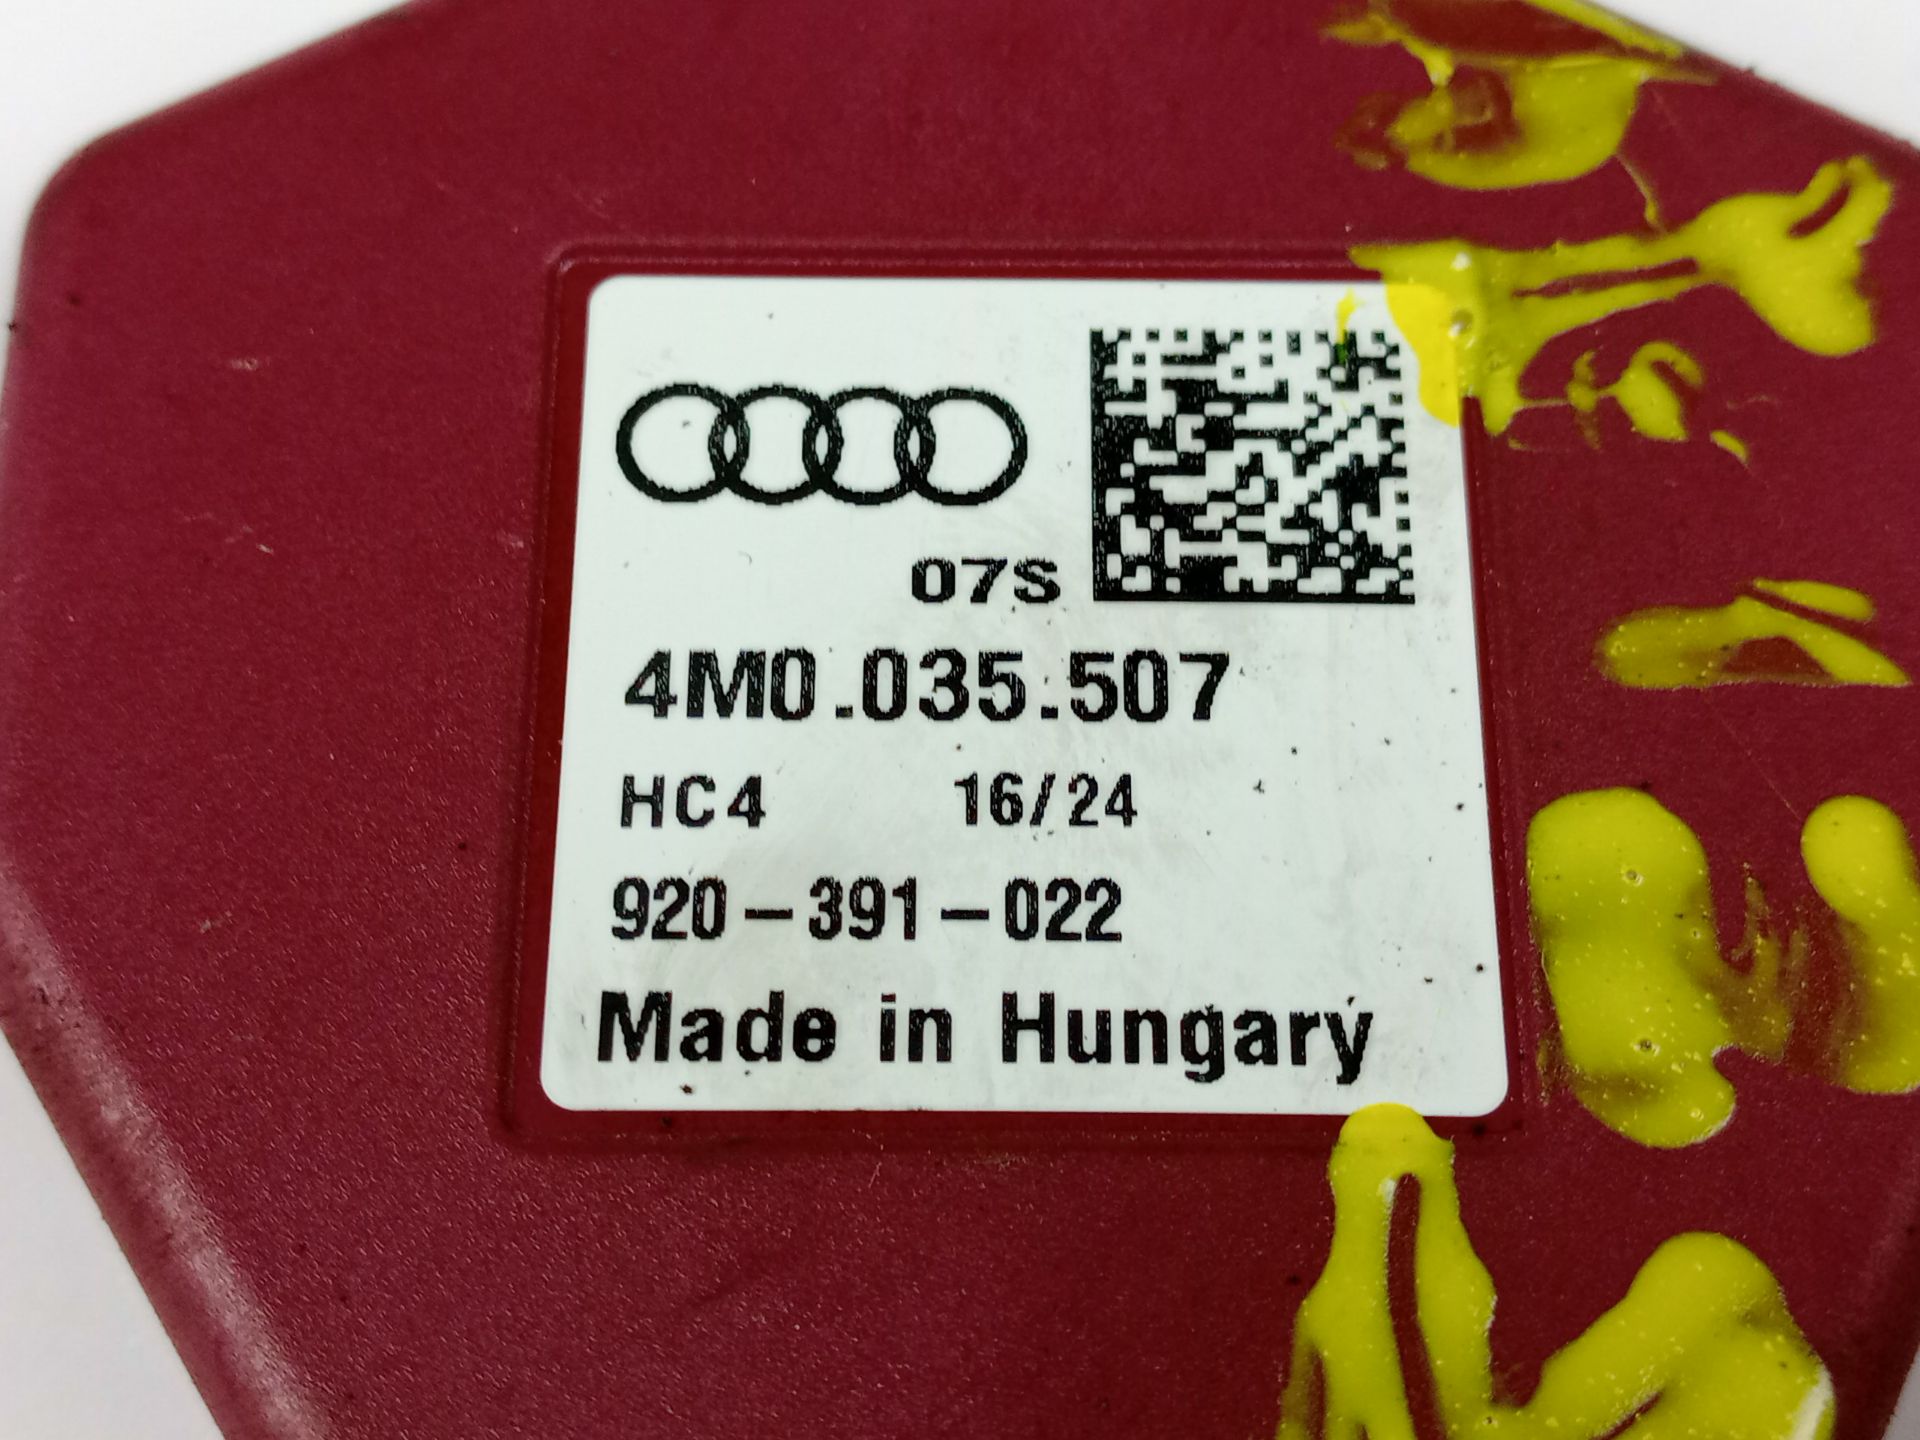 07S
4M0.035.507
HC4 16/24
920-391-022
Made in Hungary